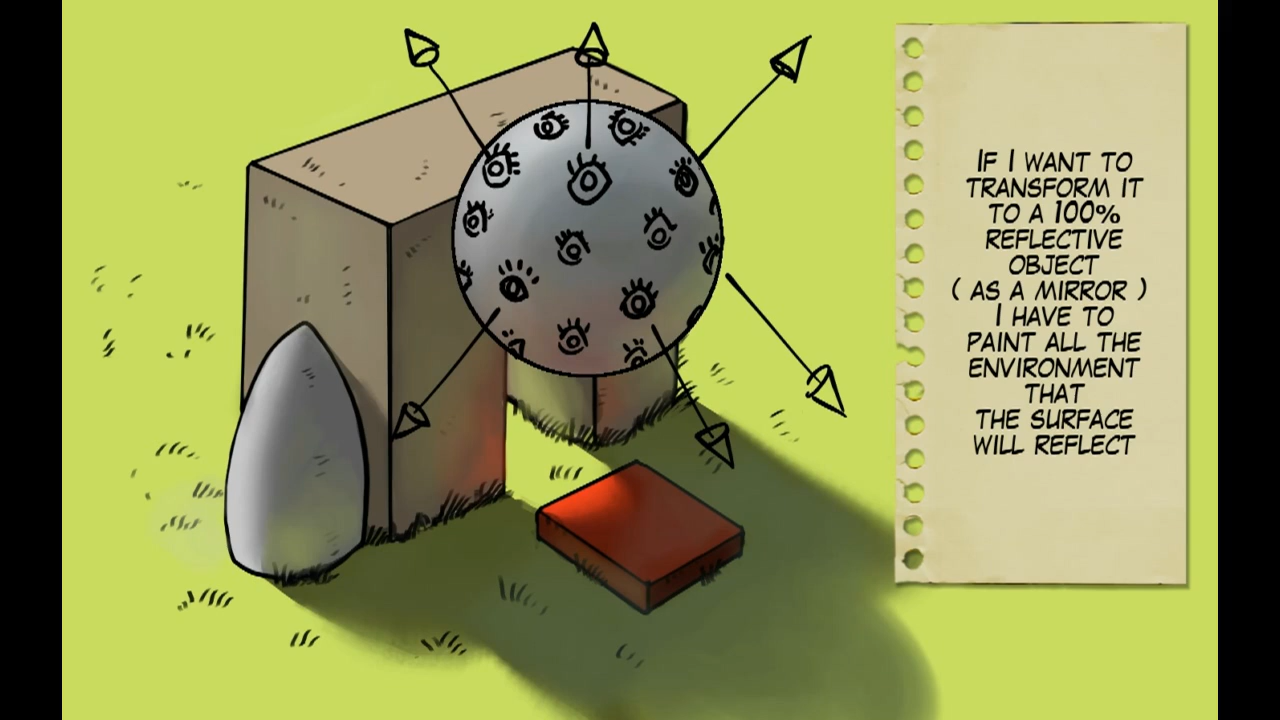 IF I WANT TO
TRANSFORM IT
TO A 100%
REFLECTIVE
OBJECT
( AS A MIRROR )
I HAVE TO
PAINT ALL THE
ENVIRONMENT
THAT
THE SURFACE
WILL REFLECT